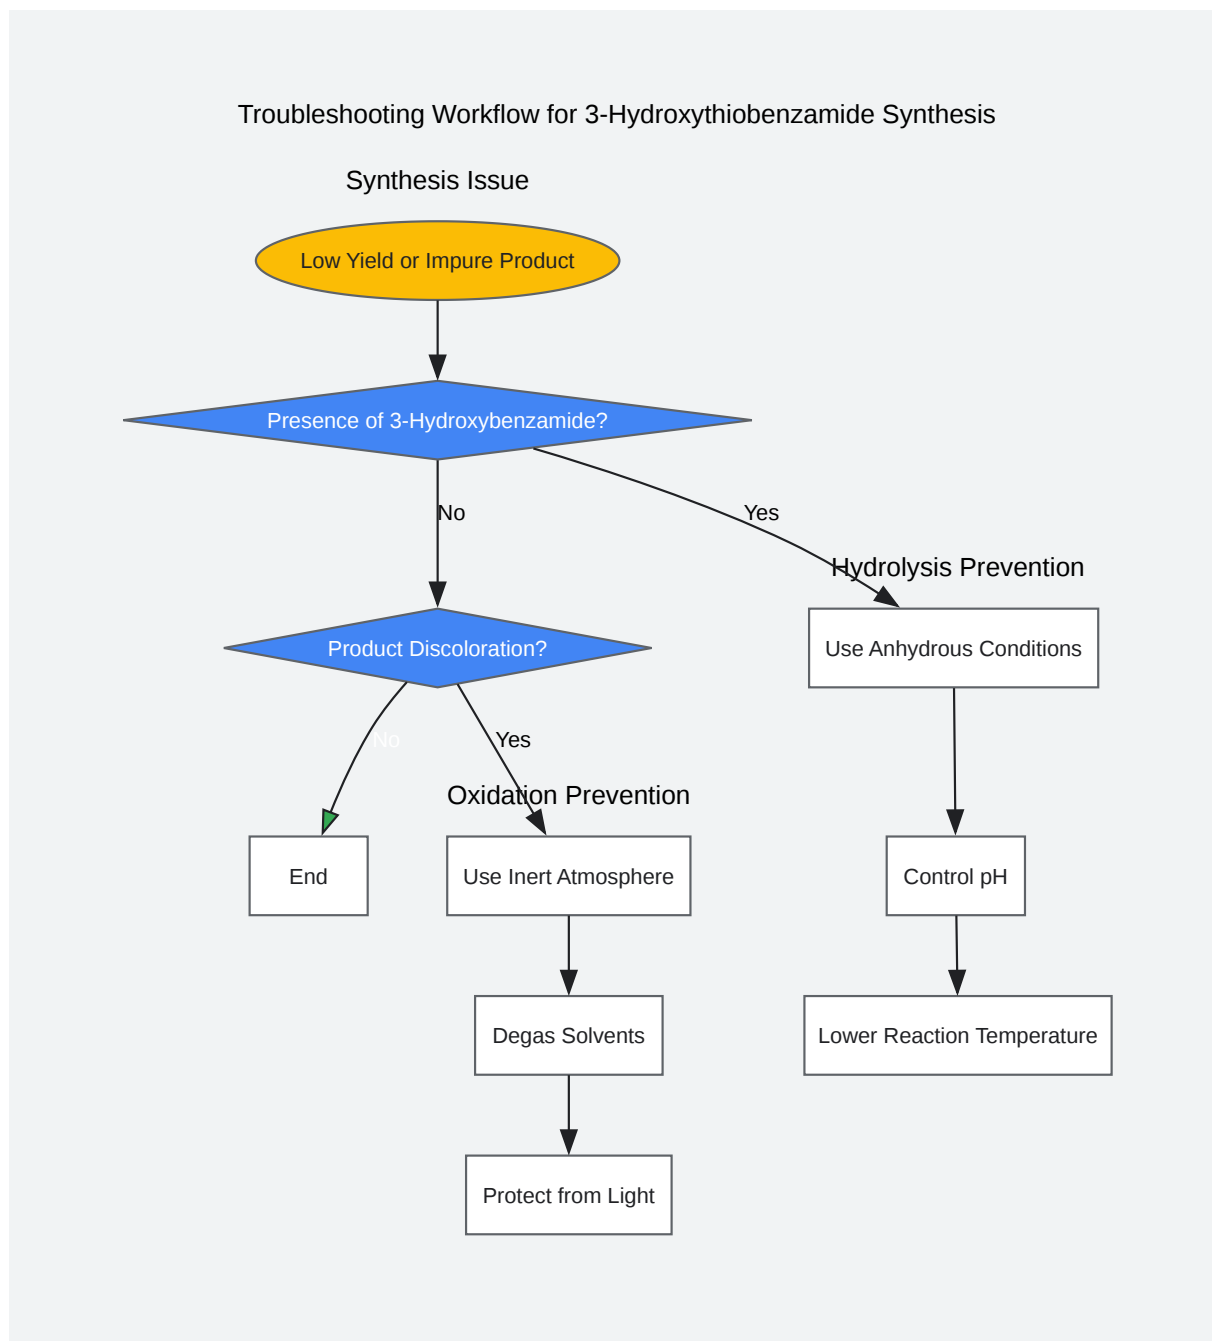 Troubleshooting Workflow for 3-Hydroxythiobenzamide Synthesis
Synthesis Issue
Low Yield or Impure Product
Presence of 3-Hydroxybenzamide?
No
Yes
Hydrolysis Prevention
Product Discoloration?
Use Anhydrous Conditions
No
Yes
Oxidation Prevention
End
Use Inert Atmosphere
Control pH
Degas Solvents
Lower Reaction Temperature
Protect from Light